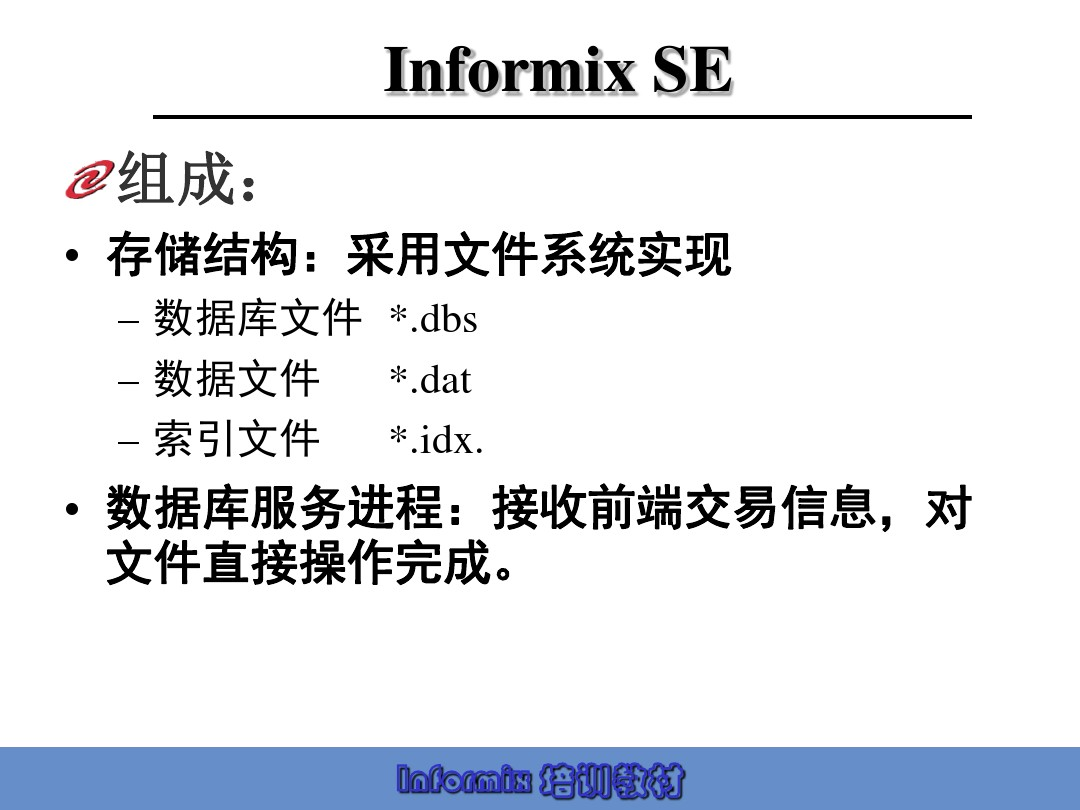 Informix SE
组成：
• 存储结构：采用文件系统实现
– 数据库文件 *.dbs
– 数据文件 *.dat
– 索引文件 *.idx.
• 数据库服务进程：接收前端交易信息，对
文件直接操作完成。
Informix 培训教材